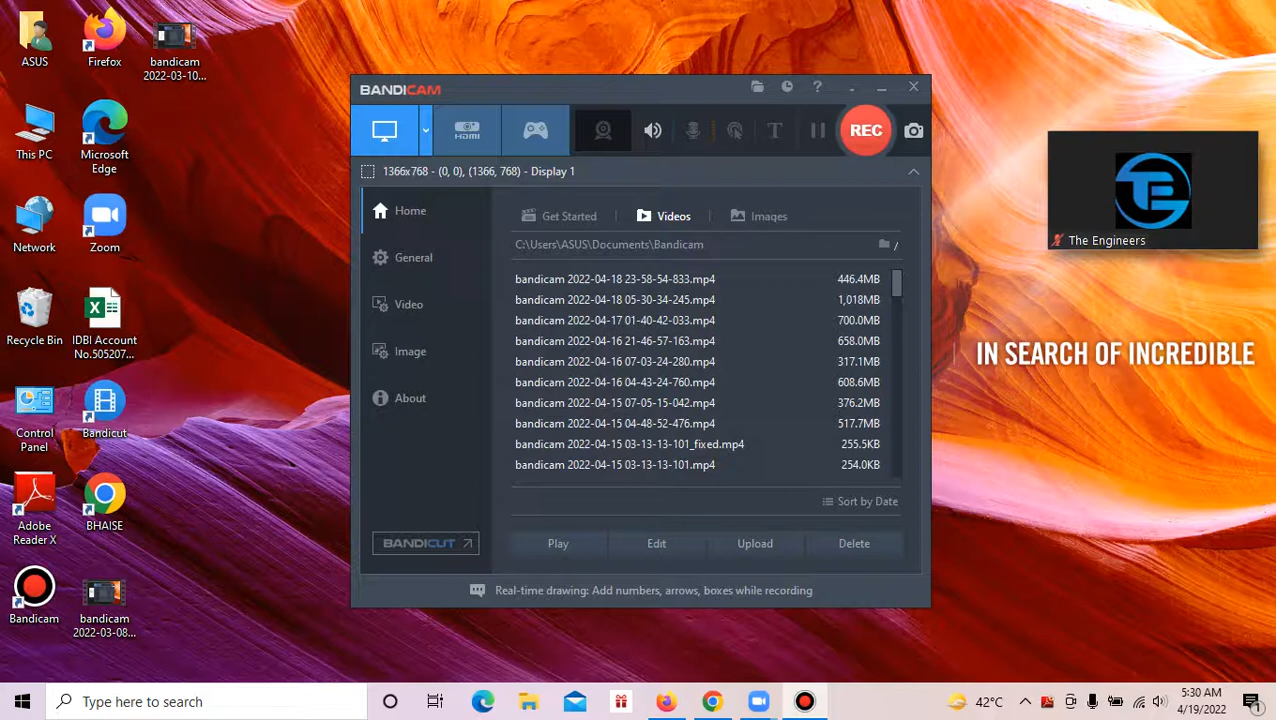 ASUS
Firefox
bandicam
2022-03-10...
This PC
Microsoft
Edge
Network
Zoom
Recycle Bin
IDBI Account
No.505207...
Control
Panel
Bandicut
Adobe
Reader X
BHAISE
Bandicam
bandicam
2022-03-08...
BANDICAM
?
HDMI
T
REC
1366x768 - (0, 0), (1366, 768) - Display 1
Home
General
Video
Image
About
BANDICUT
Get Started
Videos
Images
C:\Users\ASUS\Documents\Bandicam
/
bandicam 2022-04-18 23-58-54-833.mp4 446.4MB
bandicam 2022-04-18 05-30-34-245.mp4 1,018MB
bandicam 2022-04-17 01-40-42-033.mp4 700.0MB
bandicam 2022-04-16 21-46-57-163.mp4 658.0MB
bandicam 2022-04-16 07-03-24-280.mp4 317.1MB
bandicam 2022-04-16 04-43-24-760.mp4 608.6MB
bandicam 2022-04-15 07-05-15-042.mp4 376.2MB
bandicam 2022-04-15 04-48-52-476.mp4 517.7MB
bandicam 2022-04-15 03-13-13-101_fixed.mp4 255.5KB
bandicam 2022-04-15 03-13-13-101.mp4 254.0KB
Sort by Date
Play Edit Upload Delete
Real-time drawing: Add numbers, arrows, boxes while recording
The Engineers
IN SEARCH OF INCREDIBLE
Type here to search
42°C
5:30 AM
4/19/2022
1